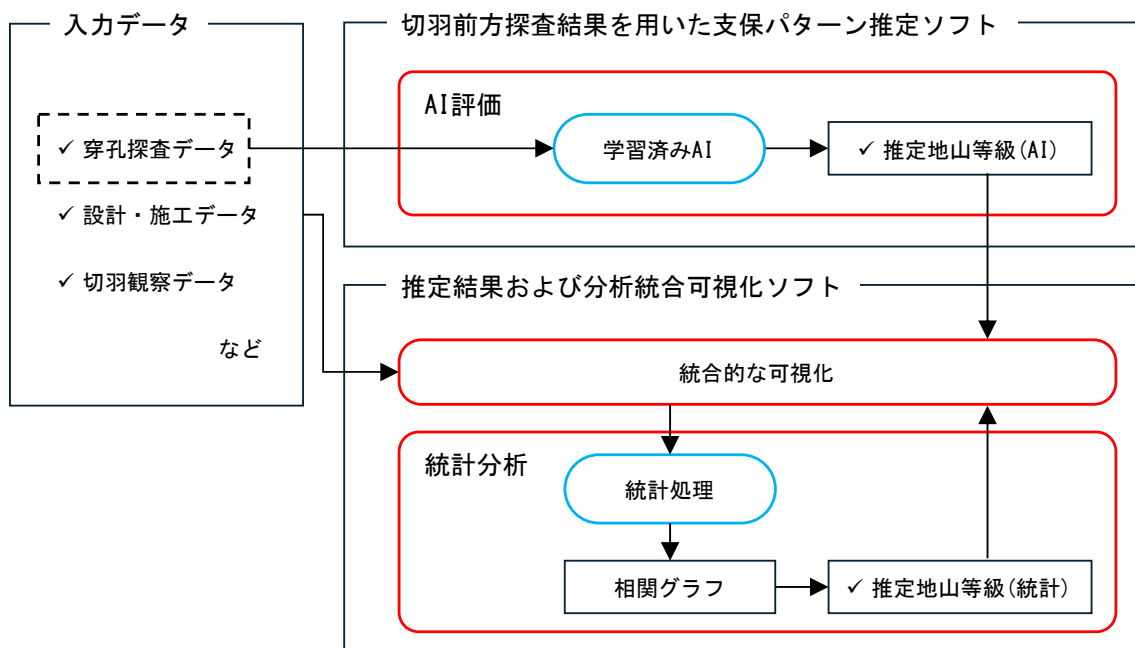 入力データ
✓ 穿孔探査データ
✓ 設計・施工データ
✓ 切羽観察データ
など
切羽前方探査結果を用いた支保パターン推定ソフト
AI評価
学習済みAI
✓ 推定地山等級(AI)
推定結果および分析統合可視化ソフト
統合的な可視化
統計分析
統計処理
相関グラフ
✓ 推定地山等級(統計)